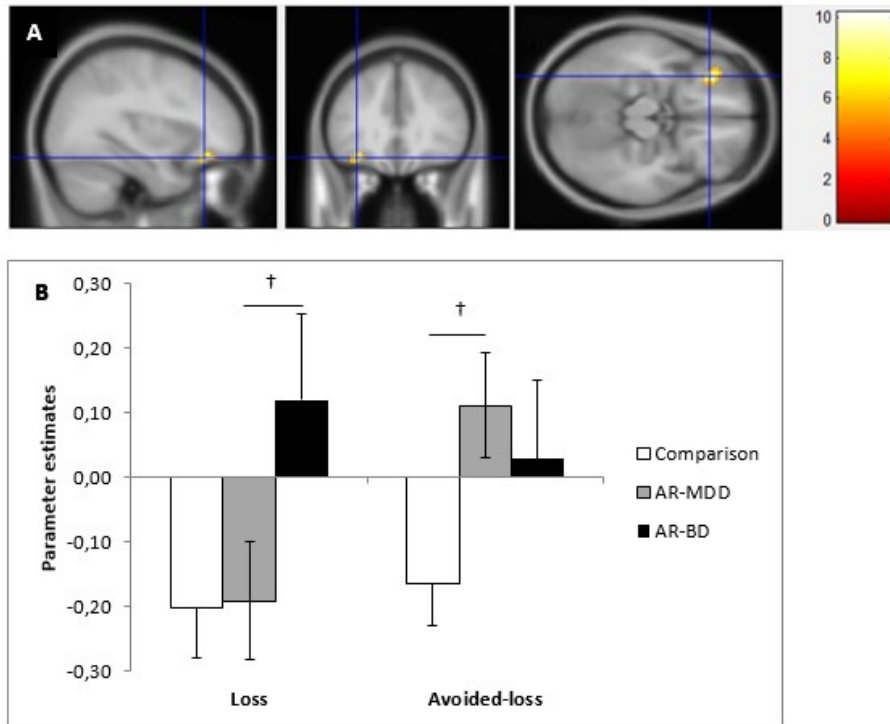 A
10
8
6
4
2
0
B
†
†
0,30
0,20
0,10
0,00
-0,10
-0,20
-0,30
Parameter estimates
Comparison
AR-MDD
AR-BD
Loss
Avoided-loss